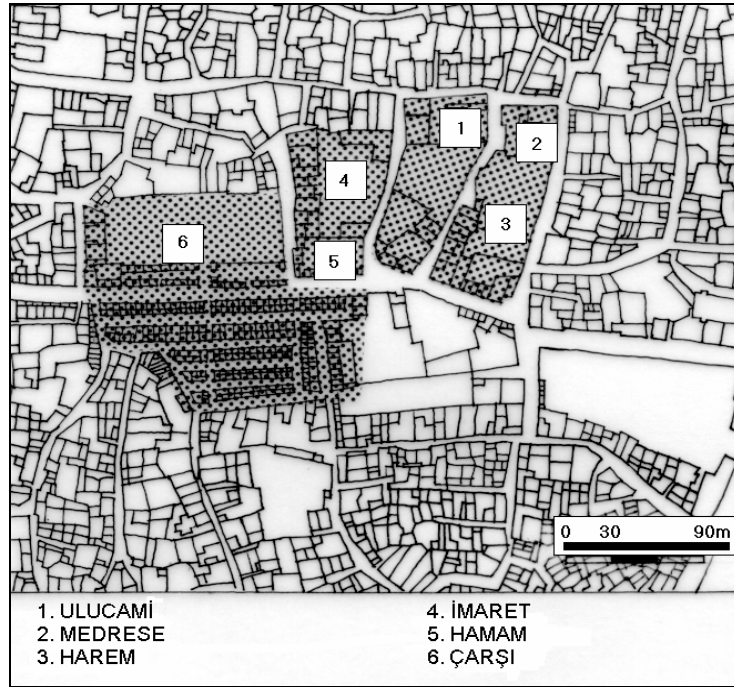 1
2
4
3
6
5
0 30 90m
1. ULUCAMİ
2. MEDRESE
3. HAREM
4. İMARET
5. HAMAM
6. ÇARŞI